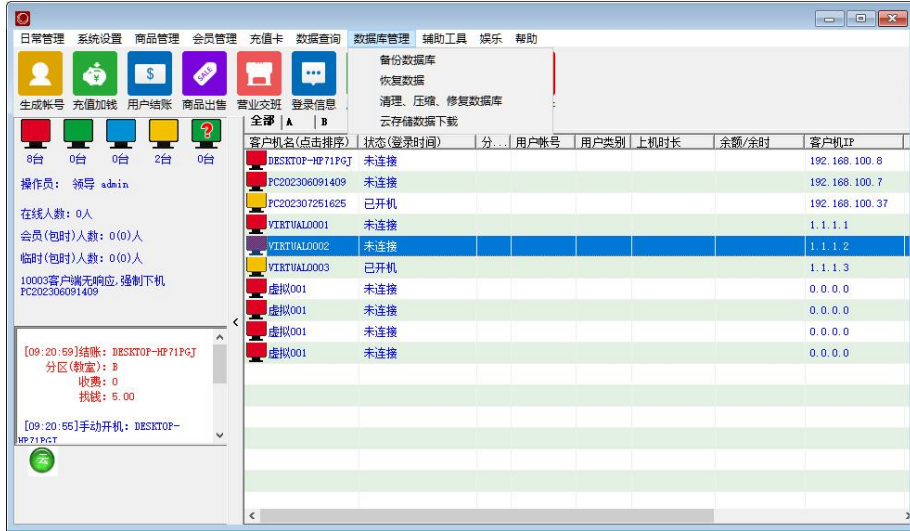 日常管理 系统设置 商品管理 会员管理 充值卡 数据查询 数据库管理 辅助工具 娱乐 帮助
备份数据库
恢复数据
清理、压缩、修复数据库
云存储数据下载
$ SALE
生成帐号 充值加钱 用户结账 商品出售 营业交班 登录信息
全部 A B
8台 0台 0台 2台 0台
操作员： 领导 admin
在线人数：0人
会员(包时)人数：0(0)人
临时(包时)人数：0(0)人
10003客户端无响应,强制下机
PC202306091409
[09:20:59]结账：DESKTOP-HP71PGJ
分区(教室)：B
收费：0
找钱：5.00
[09:20:55]手动开机：DESKTOP-
HP71PGJ
云
客户机名(点击排序) 状态(登录时间) 分... 用户帐号 用户类别 上机时长 余额/余时 客户机IP
DESKTOP-HP71PGJ 未连接 192.168.100.8
PC202306091409 未连接 192.168.100.7
PC202307251625 已开机 192.168.100.37
VIRTUAL0001 未连接 1.1.1.1
VIRTUAL0002 未连接 1.1.1.2
VIRTUAL0003 已开机 1.1.1.3
虚拟001 未连接 0.0.0.0
虚拟001 未连接 0.0.0.0
虚拟001 未连接 0.0.0.0
虚拟001 未连接 0.0.0.0